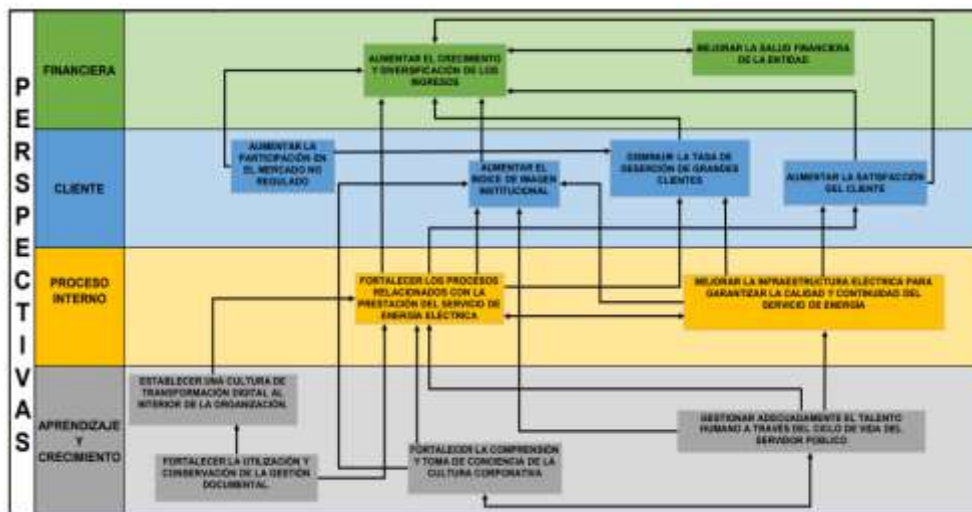 PERSPECTIVAS
FINANCIERA
AUMENTAR EL CRECIMIENTO
Y DIVERSIFICACIÓN DE LOS
INGRESOS
MEJORAR LA SALUD FINANCIERA
DE LA ENTIDAD
CLIENTE
AUMENTAR LA
PARTICIPACIÓN EN
EL MERCADO NO
REGULADO
AUMENTAR EL
ÍNDICE DE IMAGEN
INSTITUCIONAL
DISMINUIR LA TASA DE
DESERCIÓN DE GRANDES
CLIENTES
AUMENTAR LA SATISFACCIÓN
DEL CLIENTE
PROCESO
INTERNO
FORTALECER LOS PROCESOS
RELACIONADOS CON LA
PRESTACIÓN DEL SERVICIO DE
ENERGÍA ELÉCTRICA
MEJORAR LA INFRAESTRUCTURA ELÉCTRICA PARA
GARANTIZAR LA CALIDAD Y CONTINUIDAD DEL
SERVICIO DE ENERGÍA
APRENDIZAJE
Y
CRECIMIENTO
ESTABLECER UNA CULTURA DE
TRANSFORMACIÓN DIGITAL AL
INTERIOR DE LA ORGANIZACIÓN.
FORTALECER LA UTILIZACIÓN Y
CONSERVACIÓN DE LA GESTIÓN
DOCUMENTAL.
FORTALECER LA COMPRENSIÓN
Y TOMA DE CONCIENCIA DE LA
CULTURA CORPORATIVA
GESTIONAR ADECUADAMENTE EL TALENTO
HUMANO A TRAVÉS DEL CICLO DE VIDA DEL
SERVIDOR PÚBLICO